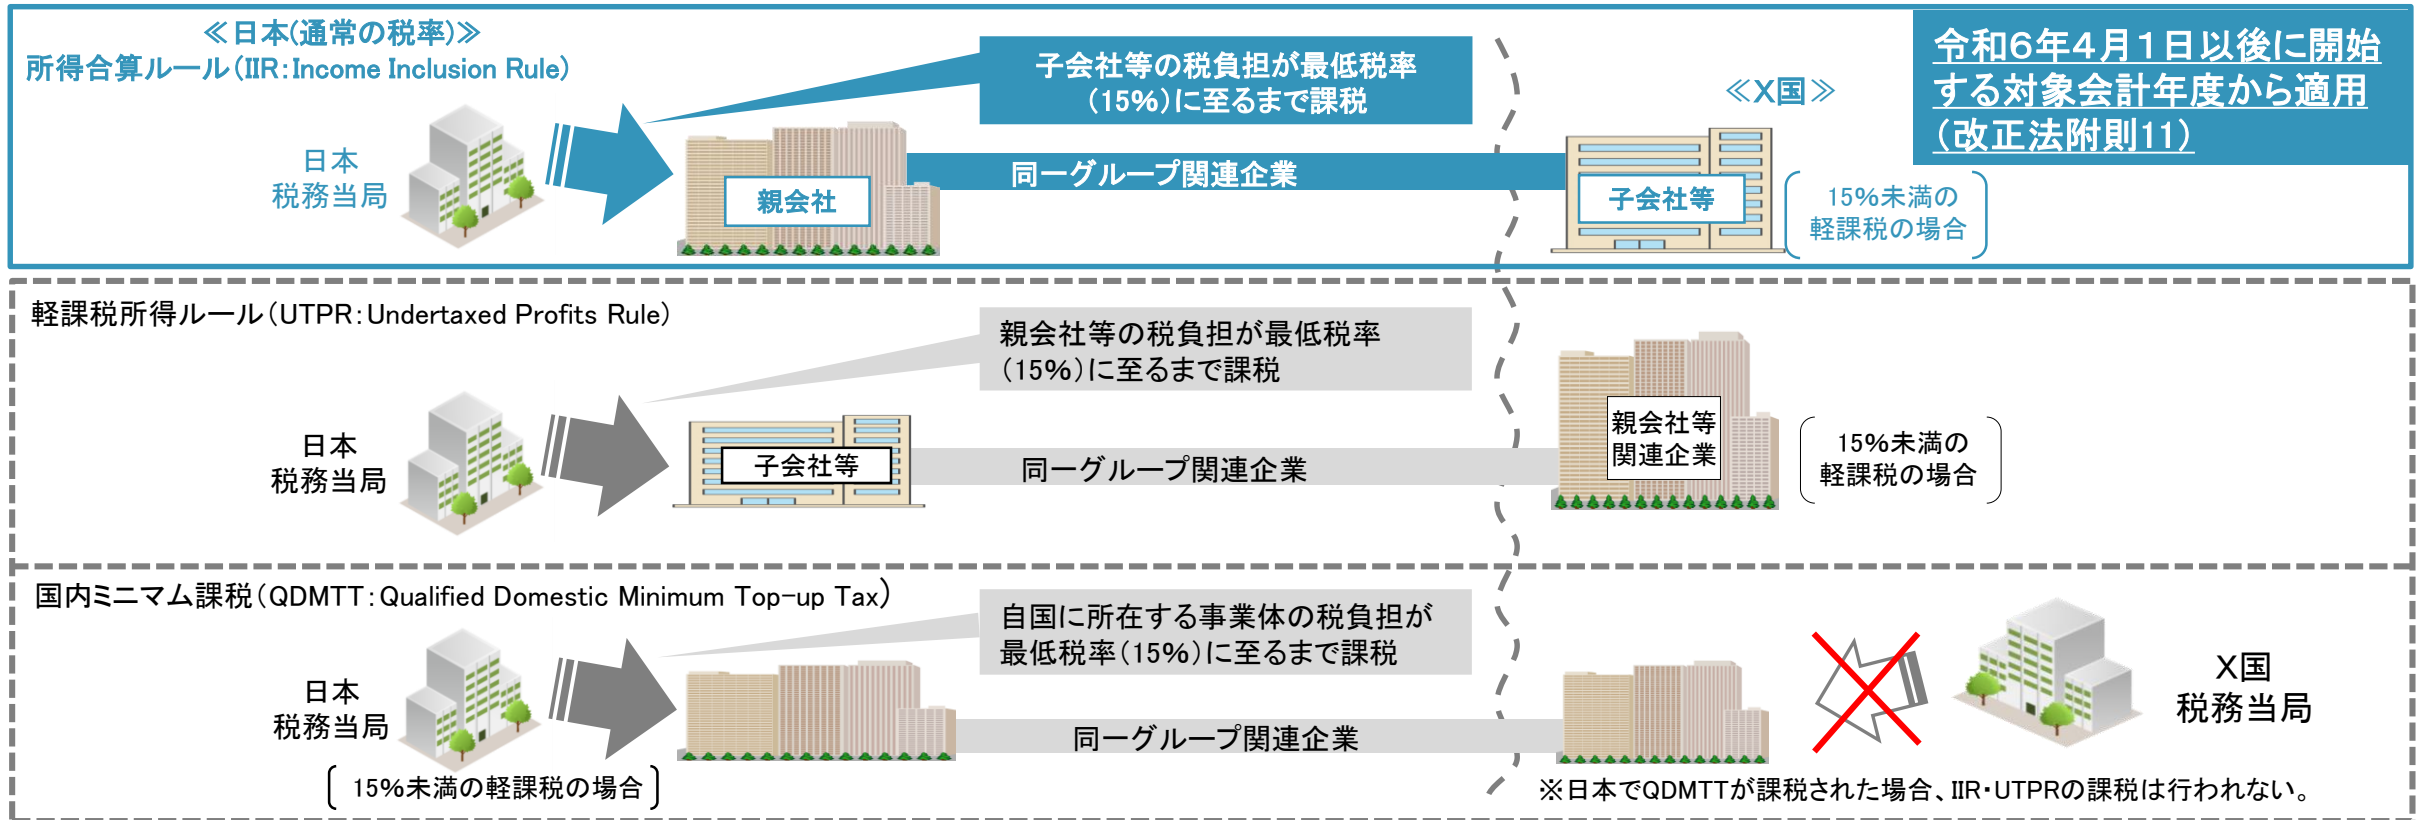 ≪日本(通常の税率)≫
所得合算ルール（IIR：Income Inclusion Rule）
子会社等の税負担が最低税率
（15％）に至るまで課税
≪X国≫
令和６年４月１日以後に開始
する対象会計年度から適用
（改正法附則11）
日本
税務当局
親会社
同一グループ関連企業
子会社等
15％未満の
軽課税の場合
軽課税所得ルール（UTPR：Undertaxed Profits Rule）
親会社等の税負担が最低税率
（15％）に至るまで課税
日本
税務当局
子会社等
同一グループ関連企業
親会社等
関連企業
15％未満の
軽課税の場合
国内ミニマム課税（QDMTT：Qualified Domestic Minimum Top-up Tax）
自国に所在する事業体の税負担が
最低税率（15％）に至るまで課税
日本
税務当局
15％未満の軽課税の場合
同一グループ関連企業
X国
税務当局
※日本でQDMTTが課税された場合、IIR・UTPRの課税は行われない。